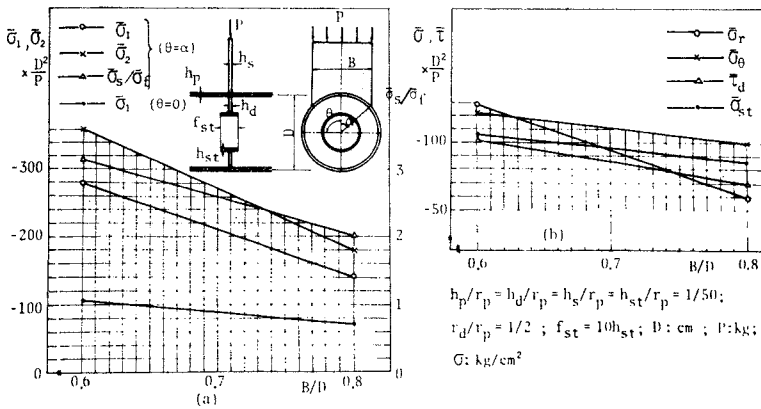 σ̄₁, σ̄₂
× D²/P
σ̄₁
σ̄₂
σ̄s/σ̄f
(θ=α)
σ̄₁ (θ=0)
-300
-200
-100
0
0.6
0.7
0.8
B/D
(a)
σ̄s/σ̄f
3
2
1
0
P
hs
hp
hd
fst
hst
D
P
B
θ
σ̄, τ̄
× D²/P
σ̄r
σ̄θ
τ̄d
σ̄st
-100
-50
(b)
0.6
0.7
0.8
B/D
hp/rp = hd/rp = hs/rp = hst/rp = 1/50;
rd/rp = 1/2 ; fst = 10hst; D: cm ; P:kg;
σ: kg/cm²